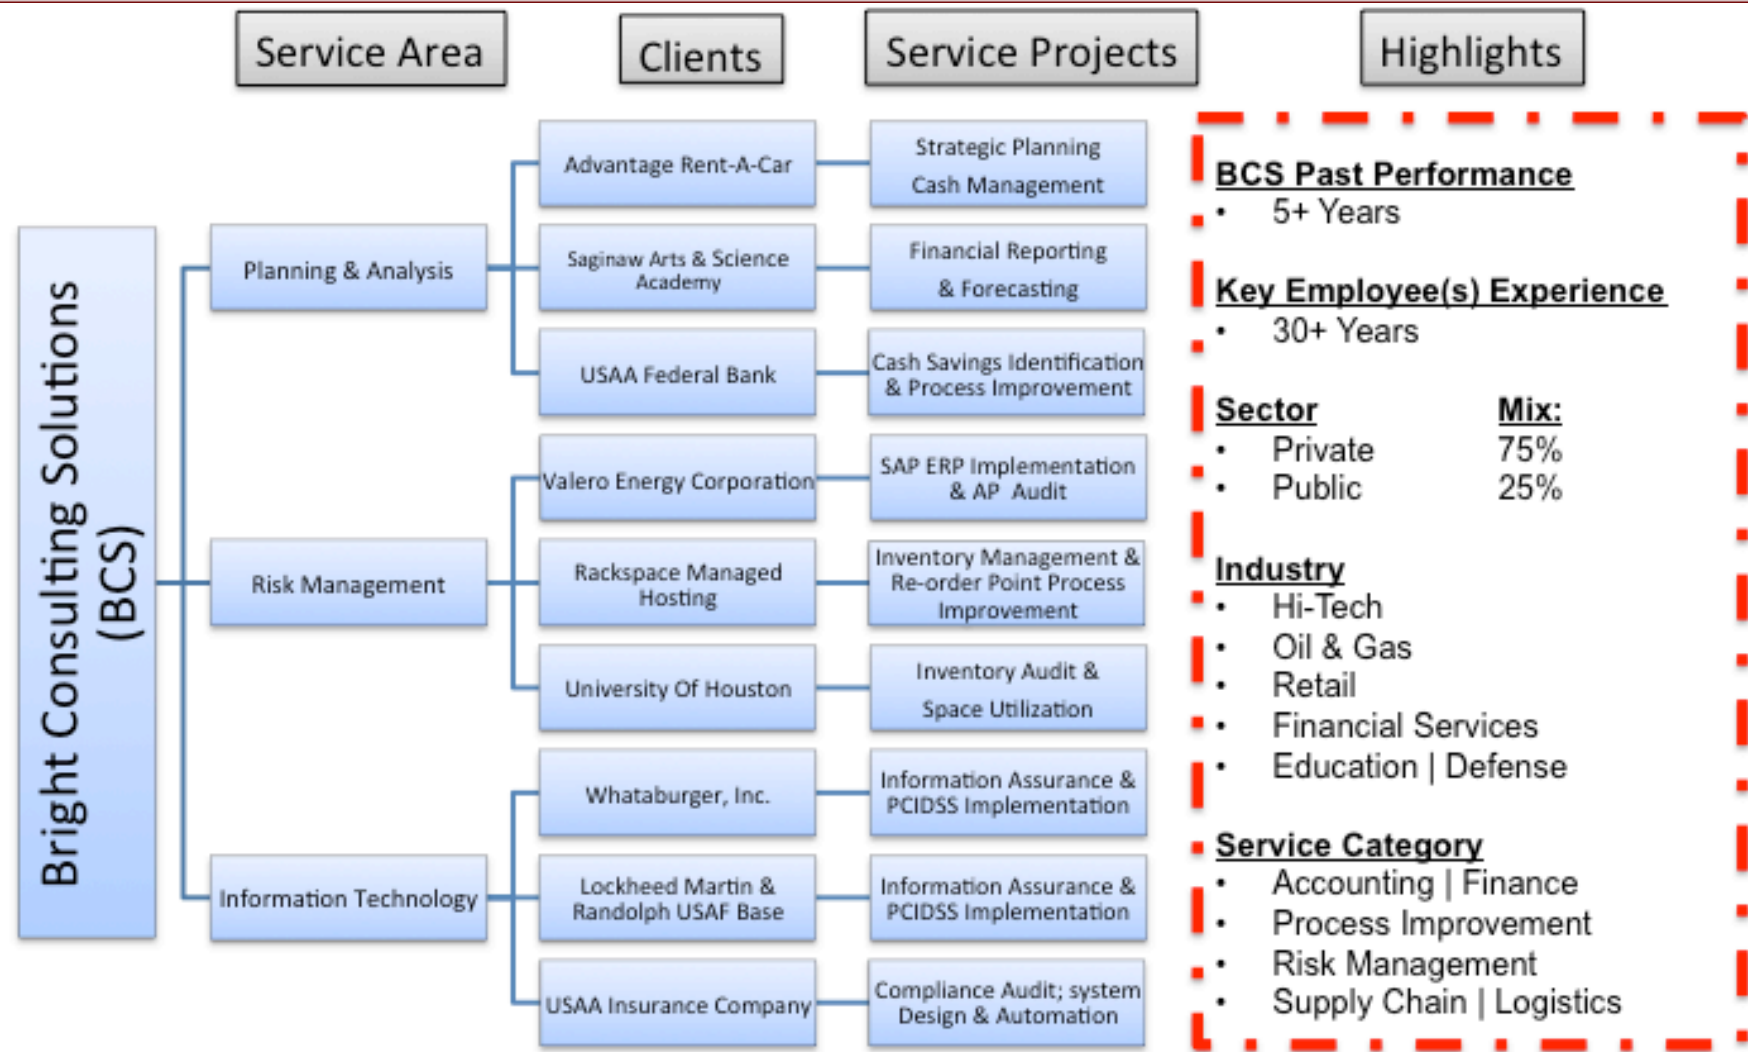 Service Area
Clients
Service Projects
Highlights
Bright Consulting Solutions
(BCS)
Planning & Analysis
Risk Management
Information Technology
Advantage Rent-A-Car
Saginaw Arts & Science
Academy
USAA Federal Bank
Valero Energy Corporation
Rackspace Managed
Hosting
University Of Houston
Whataburger, Inc.
Lockheed Martin &
Randolph USAF Base
USAA Insurance Company
Strategic Planning
Cash Management
Financial Reporting
& Forecasting
Cash Savings Identification
& Process Improvement
SAP ERP Implementation
& AP Audit
Inventory Management &
Re-order Point Process
Improvement
Inventory Audit &
Space Utilization
Information Assurance &
PCIDSS Implementation
Information Assurance &
PCIDSS Implementation
Compliance Audit; system
Design & Automation
BCS Past Performance
• 5+ Years
Key Employee(s) Experience
• 30+ Years
Sector Mix:
• Private 75%
• Public 25%
Industry
• Hi-Tech
• Oil & Gas
• Retail
• Financial Services
• Education | Defense
Service Category
• Accounting | Finance
• Process Improvement
• Risk Management
• Supply Chain | Logistics